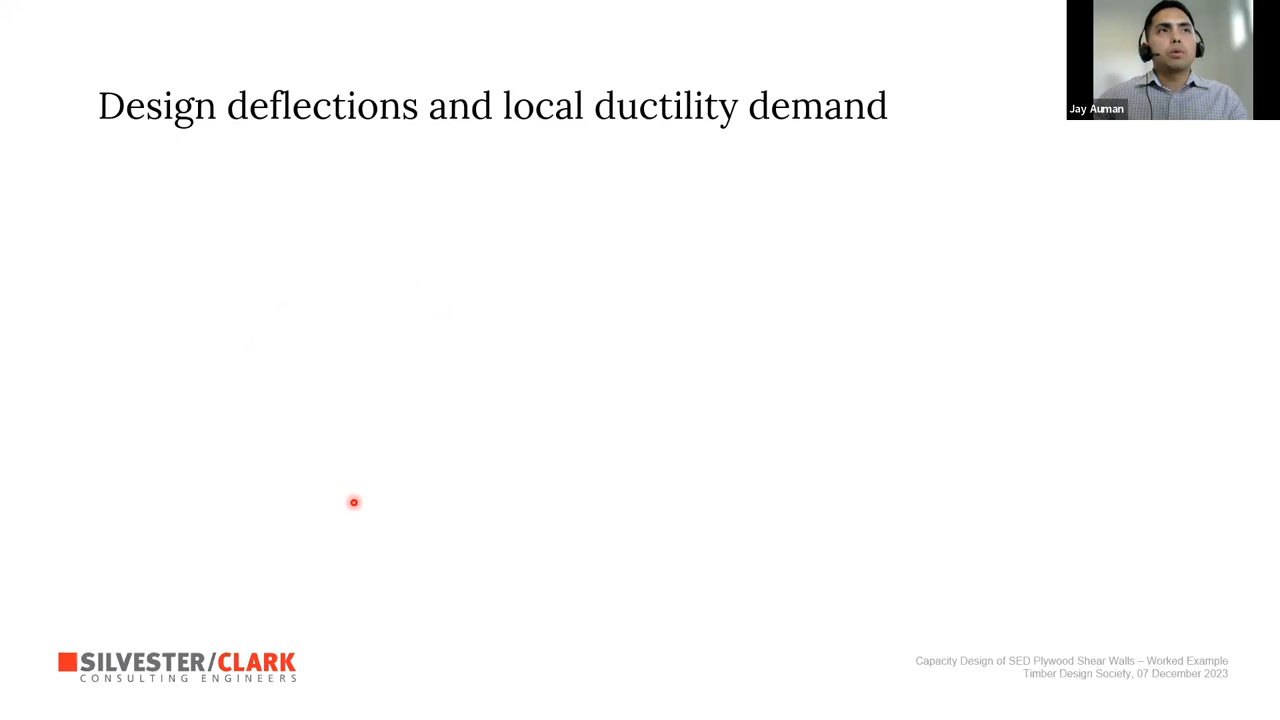 Design deflections and local ductility demand
Jay Auman
SILVESTER/CLARK
CONSULTING ENGINEERS
Capacity Design of SED Plywood Shear Walls – Worked Example
Timber Design Society, 07 December 2023